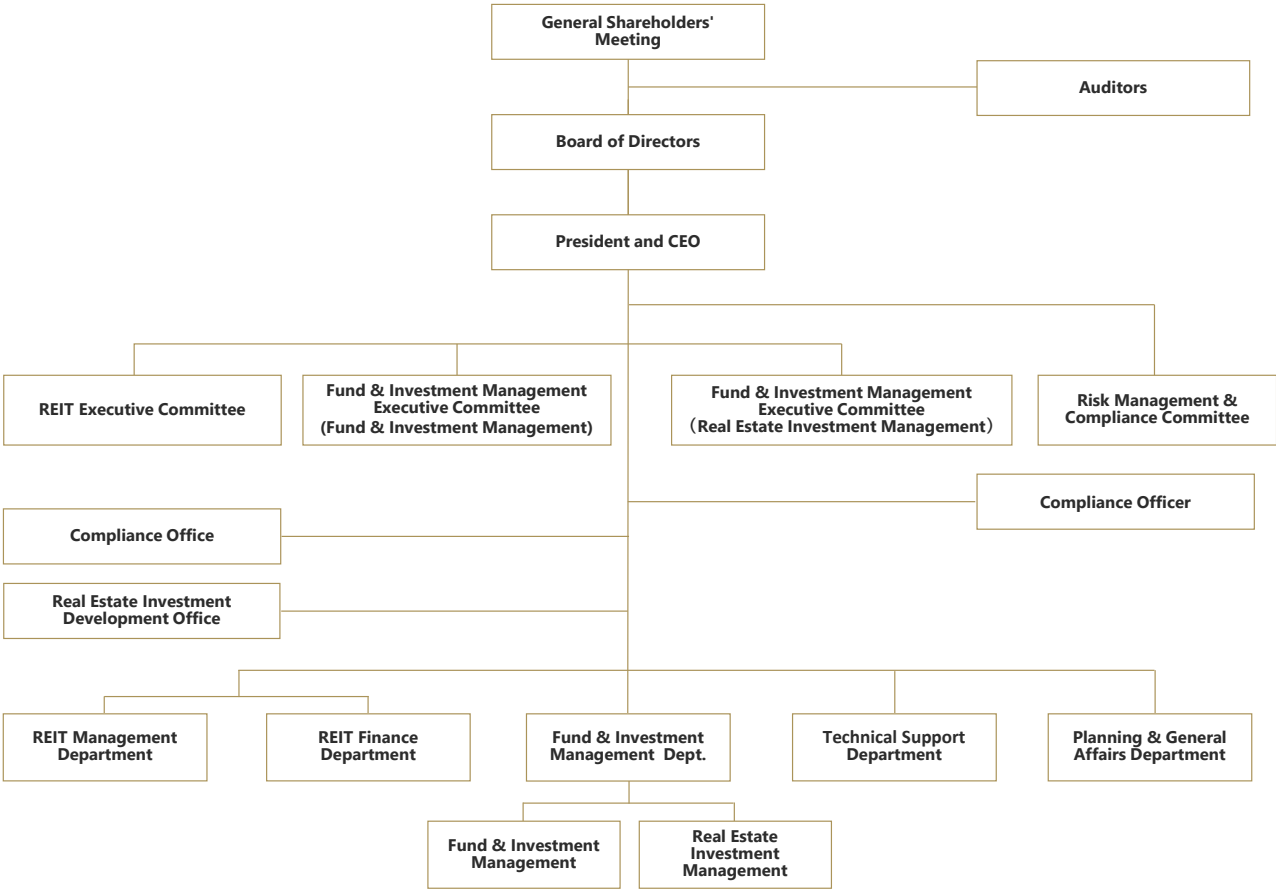 General Shareholders'
Meeting
Auditors
Board of Directors
President and CEO
REIT Executive Committee
Fund & Investment Management
Executive Committee
(Fund & Investment Management)
Fund & Investment Management
Executive Committee
（Real Estate Investment Management）
Risk Management &
Compliance Committee
Compliance Officer
Compliance Office
Real Estate Investment
Development Office
REIT Management
Department
REIT Finance
Department
Fund & Investment
Management Dept.
Technical Support
Department
Planning & General
Affairs Department
Fund & Investment
Management
Real Estate
Investment
Management